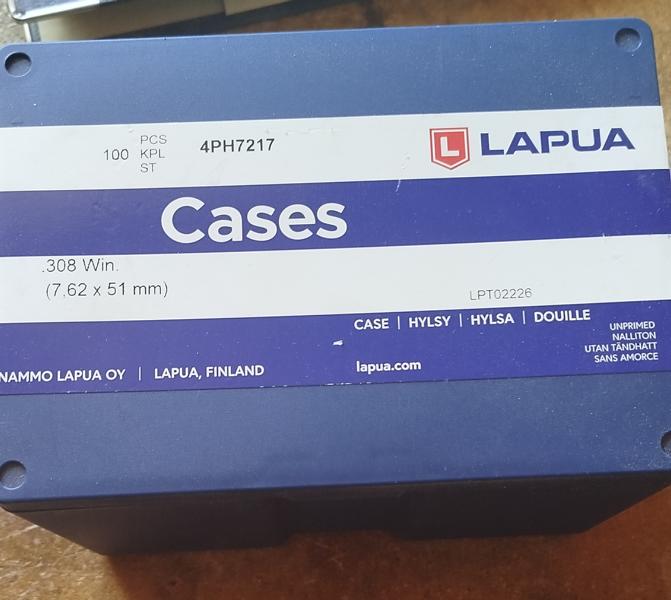 100 PCS KPL ST 4PH7217
L LAPUA
Cases
.308 Win.
(7,62 x 51 mm)
LPT02226
CASE | HYLSY | HYLSA | DOUILLE
UNPRIMED
NALLITON
UTAN TÄNDHATT
SANS AMORCE
NAMMO LAPUA OY | LAPUA, FINLAND
lapua.com